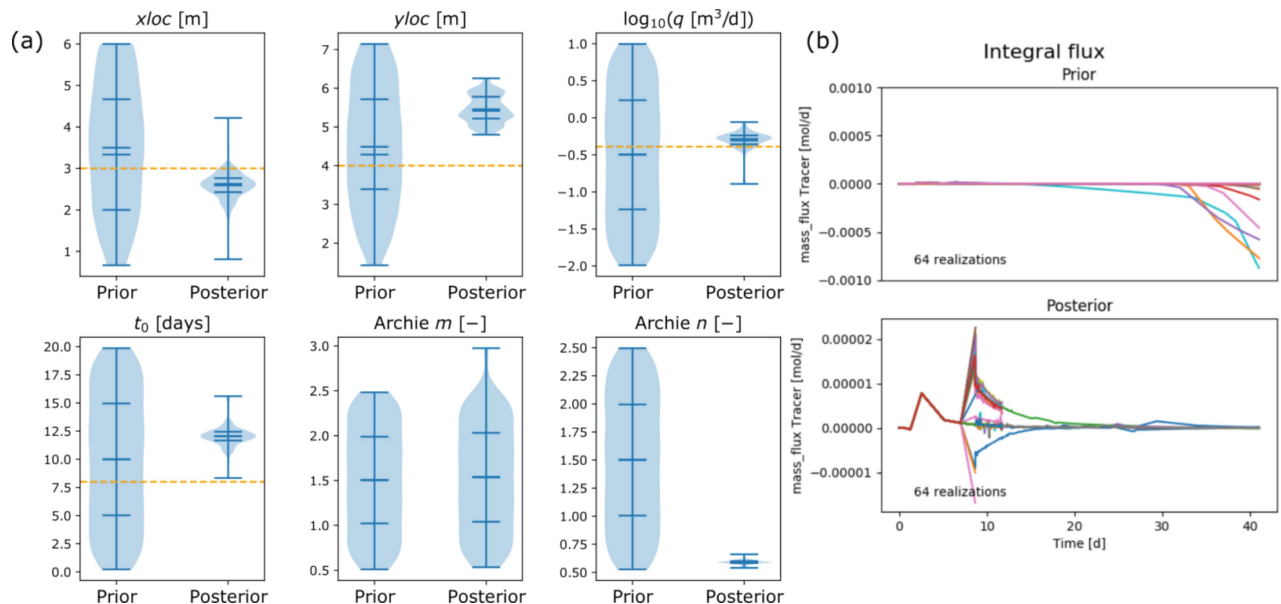 (a)
xloc [m]
6
5
4
3
2
1
Prior
Posterior
yloc [m]
7
6
5
4
3
2
Prior
Posterior
log₁₀(q [m³/d])
1.0
0.5
0.0
−0.5
−1.0
−1.5
−2.0
Prior
Posterior
t₀ [days]
20.0
17.5
15.0
12.5
10.0
7.5
5.0
2.5
0.0
Prior
Posterior
Archie m [−]
3.0
2.5
2.0
1.5
1.0
0.5
Prior
Posterior
Archie n [−]
2.50
2.25
2.00
1.75
1.50
1.25
1.00
0.75
0.50
Prior
Posterior
(b)
Integral flux
Prior
mass_flux Tracer [mol/d]
0.0010
0.0005
0.0000
−0.0005
−0.0010
64 realizations
Posterior
mass_flux Tracer [mol/d]
0.00002
0.00001
0.00000
−0.00001
64 realizations
0
10
20
30
40
Time [d]